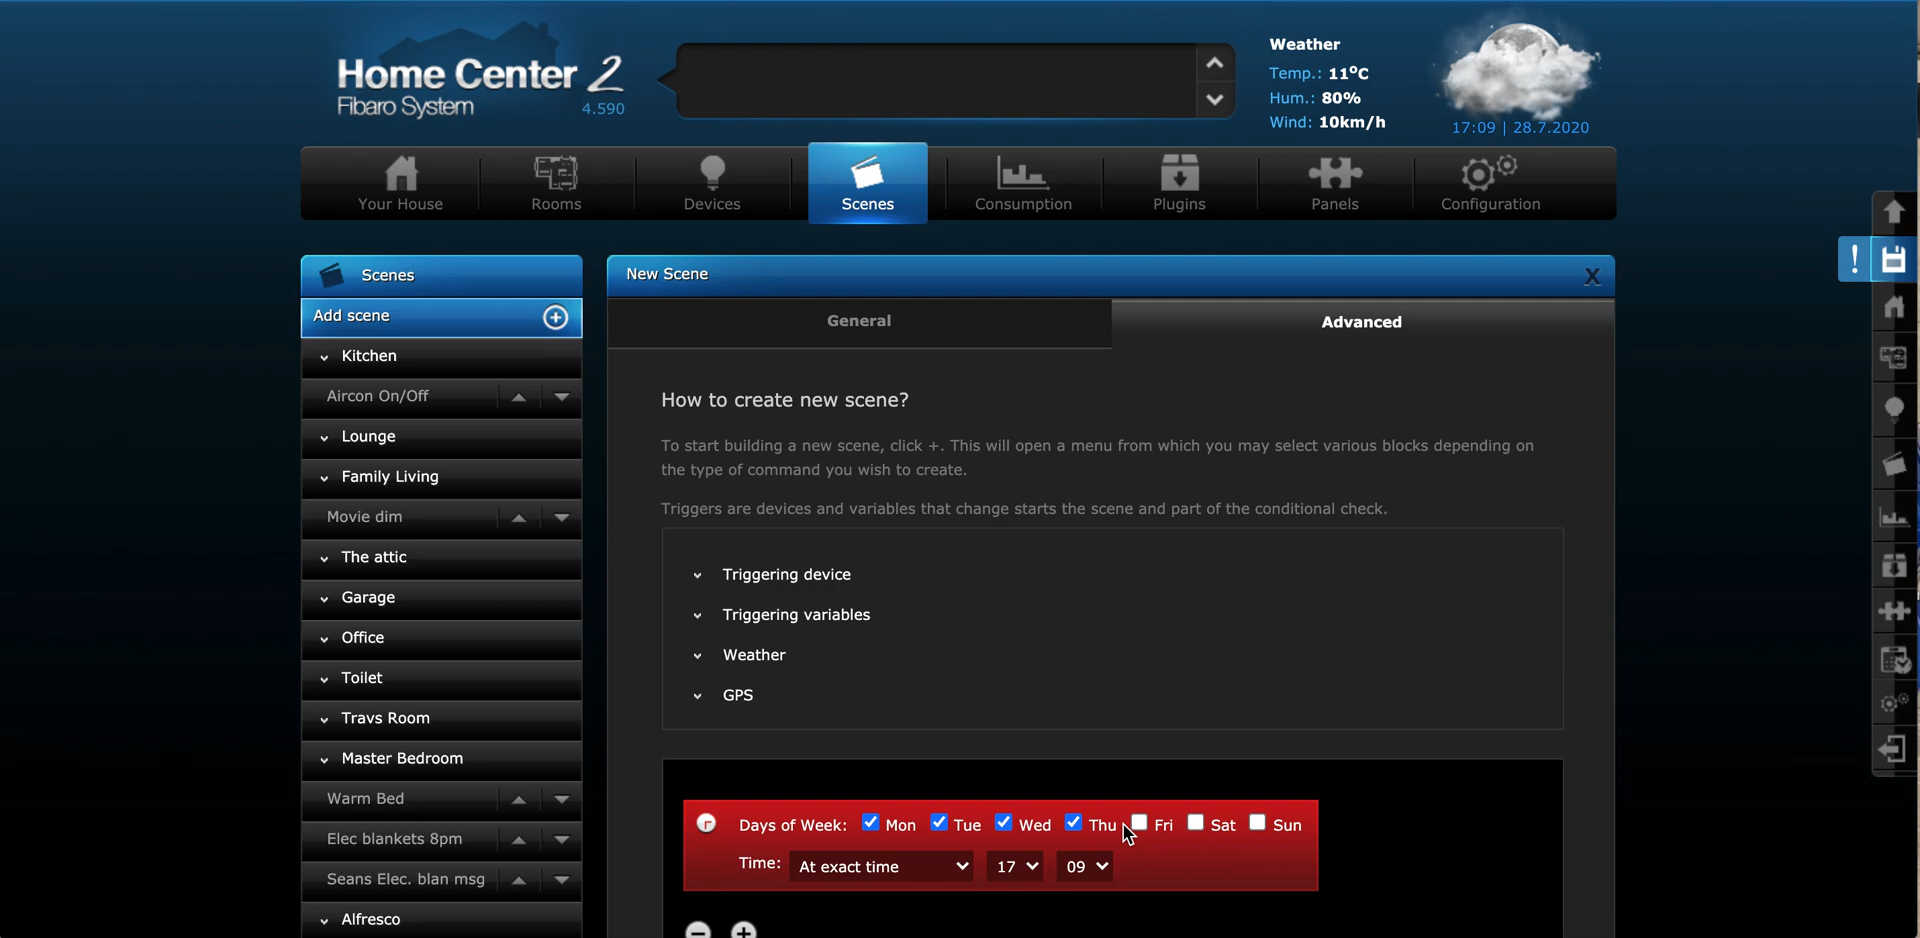 Home Center 2
Fibaro System 4.590
Weather
Temp.: 11°C
Hum.: 80%
Wind: 10km/h
17:09 | 28.7.2020
Your House
Rooms
Devices
Scenes
Consumption
Plugins
Panels
Configuration
!
Scenes
Add scene
Kitchen
Aircon On/Off
Lounge
Family Living
Movie dim
The attic
Garage
Office
Toilet
Travs Room
Master Bedroom
Warm Bed
Elec blankets 8pm
Seans Elec. blan msg
Alfresco
New Scene X
General
Advanced
How to create new scene?
To start building a new scene, click +. This will open a menu from which you may select various blocks depending on
the type of command you wish to create.
Triggers are devices and variables that change starts the scene and part of the conditional check.
Triggering device
Triggering variables
Weather
GPS
Days of Week: Mon Tue Wed Thu Fri Sat Sun
Time: At exact time 17 09